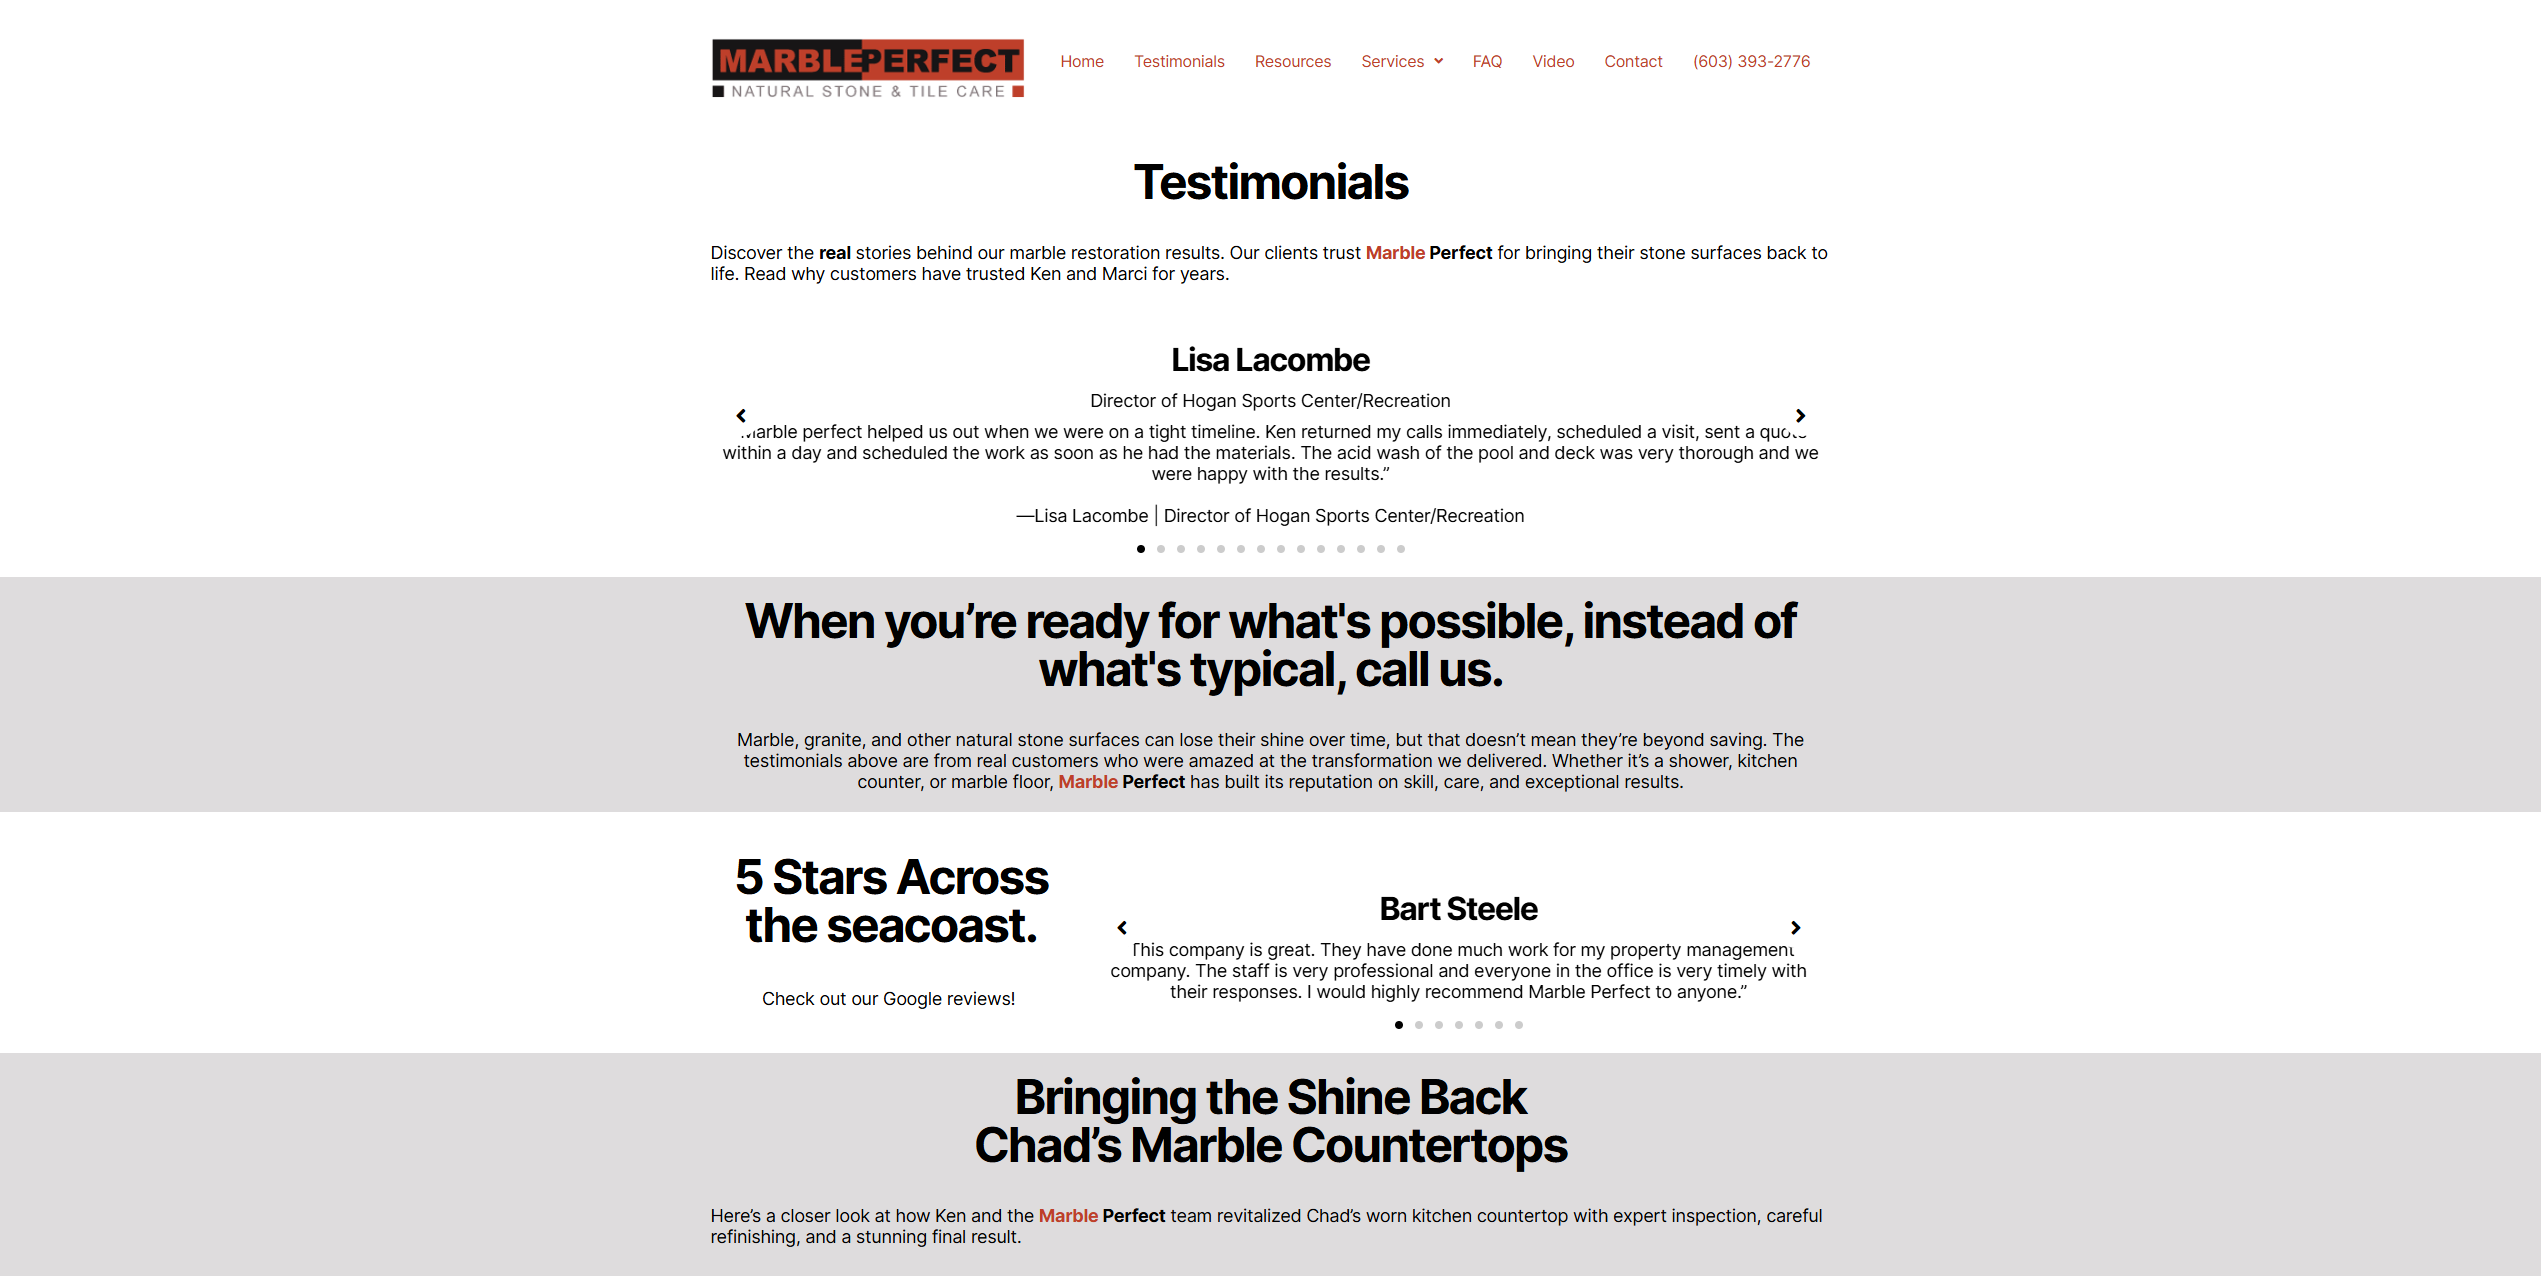 MARBLEPERFECT
NATURAL STONE & TILE CARE
Home Testimonials Resources Services FAQ Video Contact (603) 393-2776
Testimonials
Discover the real stories behind our marble restoration results. Our clients trust Marble Perfect for bringing their stone surfaces back to
life. Read why customers have trusted Ken and Marci for years.
Lisa Lacombe
Director of Hogan Sports Center/Recreation
Marble perfect helped us out when we were on a tight timeline. Ken returned my calls immediately, scheduled a visit, sent a quote
within a day and scheduled the work as soon as he had the materials. The acid wash of the pool and deck was very thorough and we
were happy with the results.”
—Lisa Lacombe | Director of Hogan Sports Center/Recreation
When you’re ready for what's possible, instead of
what's typical, call us.
Marble, granite, and other natural stone surfaces can lose their shine over time, but that doesn’t mean they’re beyond saving. The
testimonials above are from real customers who were amazed at the transformation we delivered. Whether it’s a shower, kitchen
counter, or marble floor, Marble Perfect has built its reputation on skill, care, and exceptional results.
5 Stars Across
the seacoast.
Check out our Google reviews!
Bart Steele
This company is great. They have done much work for my property management
company. The staff is very professional and everyone in the office is very timely with
their responses. I would highly recommend Marble Perfect to anyone.”
Bringing the Shine Back
Chad’s Marble Countertops
Here’s a closer look at how Ken and the Marble Perfect team revitalized Chad’s worn kitchen countertop with expert inspection, careful
refinishing, and a stunning final result.